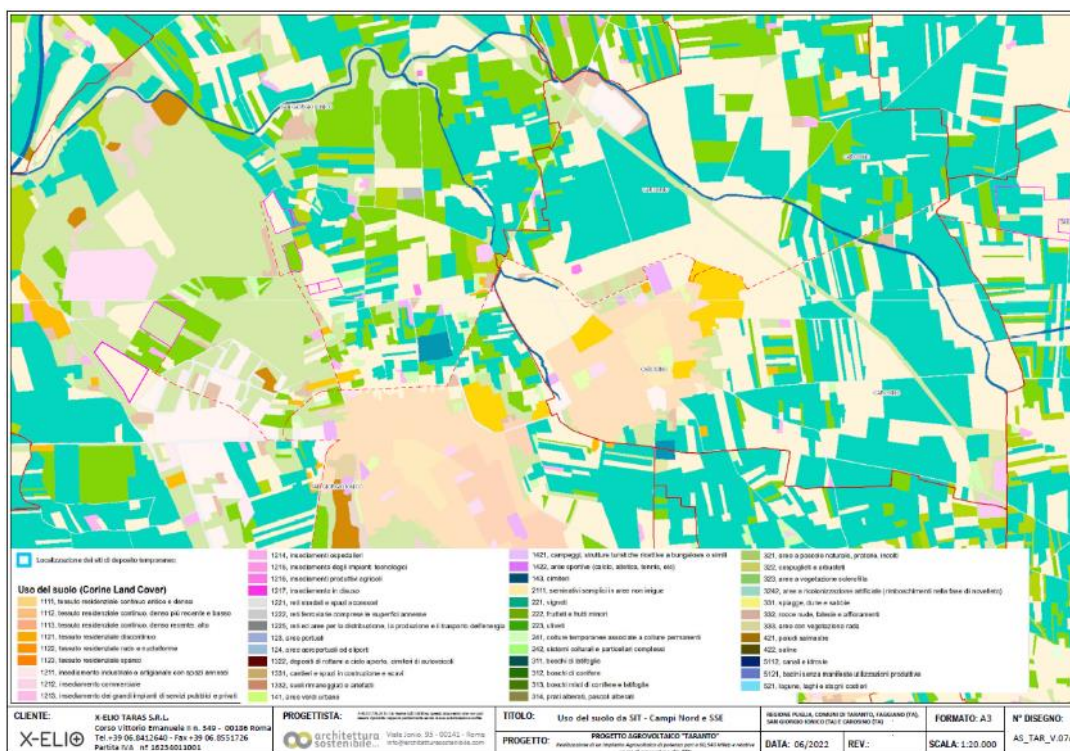 CAROSINO
CAROSINO
CAROSINO
Localizzazione dei siti di deposito temporaneo
Uso del suolo (Corine Land Cover)
1111, tessuto residenziale continuo antico e denso
1112, tessuto residenziale continuo, denso più recente e basso
1113, tessuto residenziale continuo, denso recente, alto
1121, tessuto residenziale discontinuo
1122, tessuto residenziale rado e nucleiforme
1123, tessuto residenziale sparso
1211, insediamento industriale o artigianale con spazi annessi
1212, insediamento commerciale
1213, insediamento dei grandi impianti di servizi pubblici e privati
1214, insediamenti ospedalieri
1215, insediamento degli impianti tecnologici
1216, insediamenti produttivi agricoli
1217, insediamento in disuso
1221, reti stradali e spazi accessori
1222, reti ferroviarie comprese le superfici annesse
1225, reti ed aree per la distribuzione, la produzione e il trasporto dell'energia
123, aree portuali
124, aree aeroportuali ed eliporti
1322, depositi di rottami a cielo aperto, cimiteri di autoveicoli
1331, cantieri e spazi in costruzione e scavi
1332, suoli rimaneggiati e artefatti
141, aree verdi urbane
1421, campeggi, strutture turistiche ricettive a bungalows o simili
1422, aree sportive (calcio, atletica, tennis, etc)
143, cimiteri
2111, seminativi semplici in aree non irrigue
221, vigneti
222, frutteti e frutti minori
223, uliveti
241, colture temporanee associate a colture permanenti
242, sistemi colturali e particellari complessi
311, boschi di latifoglie
312, boschi di conifere
313, boschi misti di conifere e latifoglie
314, prati alberati, pascoli alberati
321, aree a pascolo naturale, praterie, incolti
322, cespuglieti e arbusteti
323, aree a vegetazione sclerofilla
3242, aree a ricolonizzazione artificiale (rimboschimenti nella fase di novelleto)
331, spiagge, dune e sabbie
332, rocce nude, falesie e affioramenti
333, aree con vegetazione rada
421, paludi salmastre
422, saline
5112, canali e idrovie
5121, bacini senza manifeste utilizzazioni produttive
521, lagune, laghi e stagni costieri
CLIENTE:
X-ELIO
X-ELIO TARAS S.R.L.
Corso Vittorio Emanuele II n. 349 - 00186 Roma
Tel.+39 06.8412640 - Fax +39 06.8551726
Partita IVA n° 16234011001
PROGETTISTA:
architettura sostenibile
Viale Jonio, 95 - 00141 - Roma
info@architetturasostenibile.com
TITOLO: Uso del suolo da SIT - Campi Nord e SSE
PROGETTO: PROGETTO AGROVOLTAICO "TARANTO"
REGIONE PUGLIA, COMUNI DI TARANTO, FAGGIANO (TA),
SAN GIORGIO IONICO (TA) E CAROSINO (TA)
DATA: 06/2022
REV.:
FORMATO: A3
SCALA: 1:20.000
N° DISEGNO: